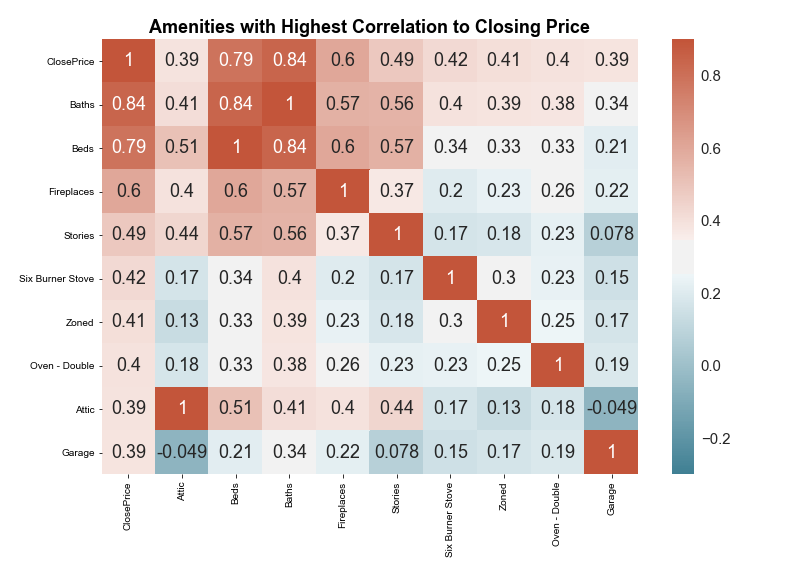 Amenities with Highest Correlation to Closing Price
ClosePrice 1 0.39 0.79 0.84 0.6 0.49 0.42 0.41 0.4 0.39
Baths 0.84 0.41 0.84 1 0.57 0.56 0.4 0.39 0.38 0.34
Beds 0.79 0.51 1 0.84 0.6 0.57 0.34 0.33 0.33 0.21
Fireplaces 0.6 0.4 0.6 0.57 1 0.37 0.2 0.23 0.26 0.22
Stories 0.49 0.44 0.57 0.56 0.37 1 0.17 0.18 0.23 0.078
Six Burner Stove 0.42 0.17 0.34 0.4 0.2 0.17 1 0.3 0.23 0.15
Zoned 0.41 0.13 0.33 0.39 0.23 0.18 0.3 1 0.25 0.17
Oven - Double 0.4 0.18 0.33 0.38 0.26 0.23 0.23 0.25 1 0.19
Attic 0.39 1 0.51 0.41 0.4 0.44 0.17 0.13 0.18 -0.049
Garage 0.39 -0.049 0.21 0.34 0.22 0.078 0.15 0.17 0.19 1
ClosePrice
Attic
Beds
Baths
Fireplaces
Stories
Six Burner Stove
Zoned
Oven - Double
Garage
0.8
0.6
0.4
0.2
0.0
−0.2